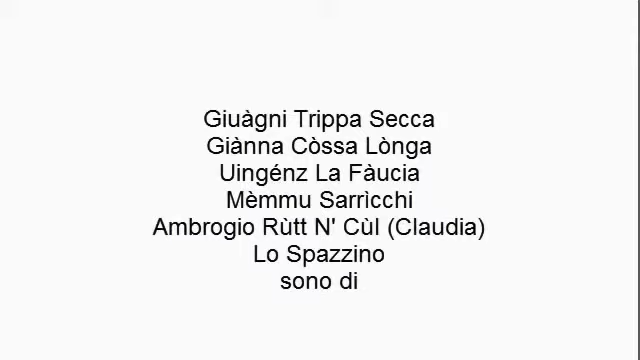 Giuàgni Trippa Secca
Giànna Còssa Lònga
Uingénz La Fàucia
Mèmmu Sarrìcchi
Ambrogio Rùtt N' Cùl (Claudia)
Lo Spazzino
sono di